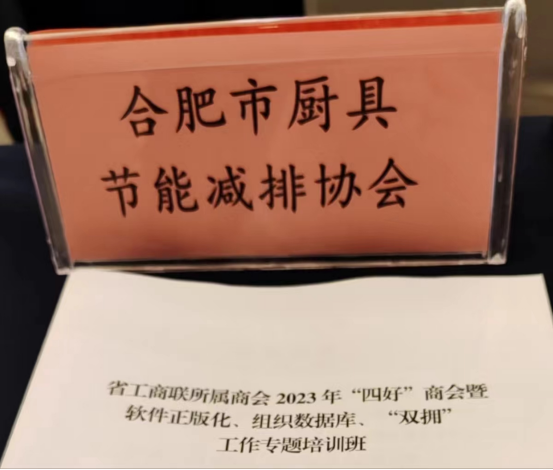 合肥市厨具
节能减排协会
省工商联所属商会 2023 年“四好”商会暨
软件正版化、组织数据库、“双拥”
工作专题培训班